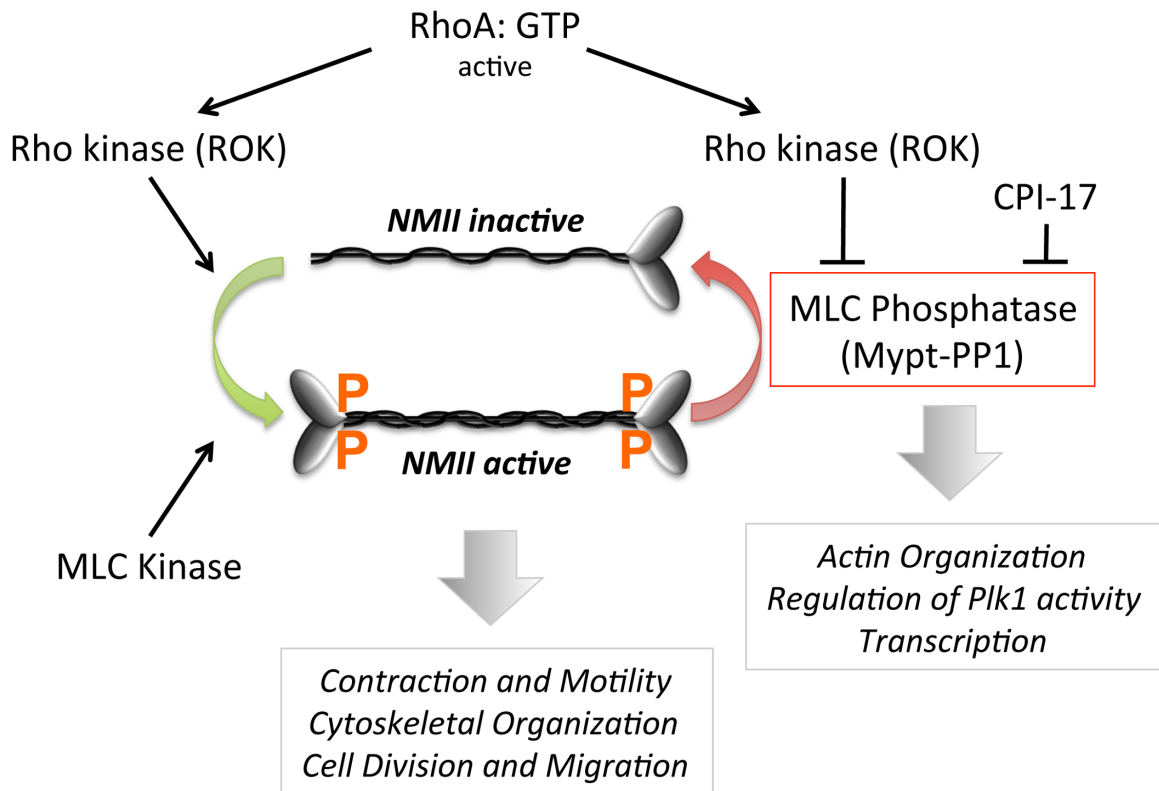 RhoA: GTP
active
Rho kinase (ROK)
Rho kinase (ROK)
CPI-17
NMII inactive
MLC Phosphatase
(Mypt-PP1)
P
P
P
P
NMII active
MLC Kinase
Actin Organization
Regulation of Plk1 activity
Transcription
Contraction and Motility
Cytoskeletal Organization
Cell Division and Migration